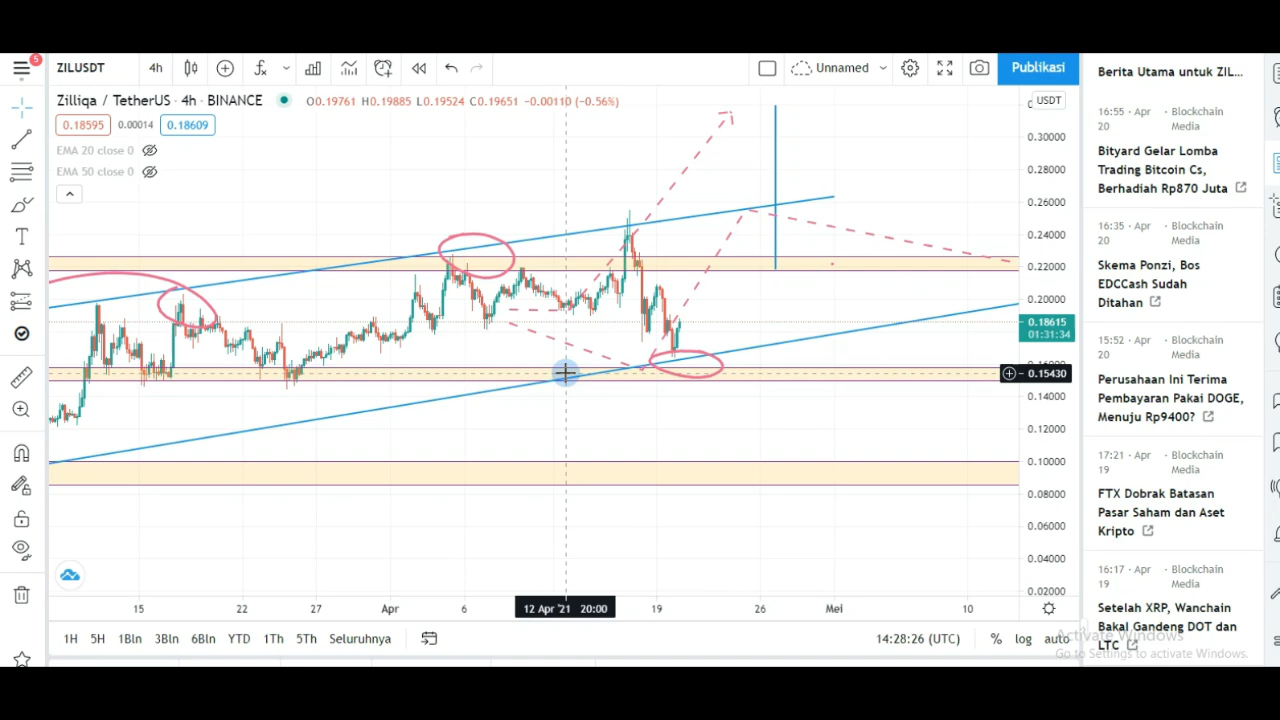 5
ZILUSDT
4h
Unnamed
Publikasi
Zilliqa / TetherUS · 4h · BINANCE
O0.19761 H0.19885 L0.19524 C0.19651 −0.00110 (−0.56%)
0.18595
0.00014
0.18609
EMA 20 close 0
EMA 50 close 0
USDT
0.30000
0.28000
0.26000
0.24000
0.22000
0.20000
0.18615
01:31:34
0.15430
0.14000
0.12000
0.10000
0.08000
0.06000
0.04000
0.02000
15
22
27
Apr
6
12 Apr '21 20:00
19
26
Mei
10
1H
5H
1Bln
3Bln
6Bln
YTD
1Th
5Th
Seluruhnya
14:28:26 (UTC)
%
log
auto
Berita Utama untuk ZIL...
16:55 · Apr 20 · Blockchain Media
Bityard Gelar Lomba
Trading Bitcoin Cs,
Berhadiah Rp870 Juta
16:35 · Apr 20 · Blockchain Media
Skema Ponzi, Bos
EDCCash Sudah
Ditahan
15:52 · Apr 20 · Blockchain Media
Perusahaan Ini Terima
Pembayaran Pakai DOGE,
Menuju Rp9400?
17:21 · Apr 19 · Blockchain Media
FTX Dobrak Batasan
Pasar Saham dan Aset
Kripto
16:17 · Apr 19 · Blockchain Media
Setelah XRP, Wanchain
Bakal Gandeng DOT dan
LTC
Activate Windows
Go to Settings to activate Windows.